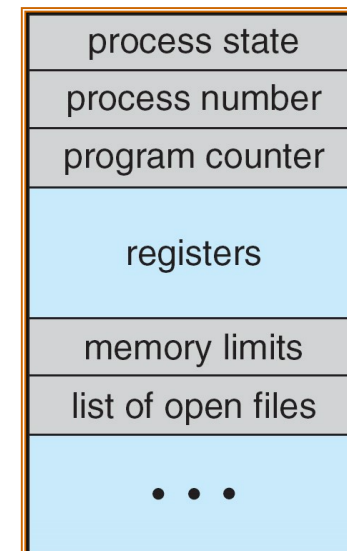 process state
process number
program counter
registers
memory limits
list of open files
• • •